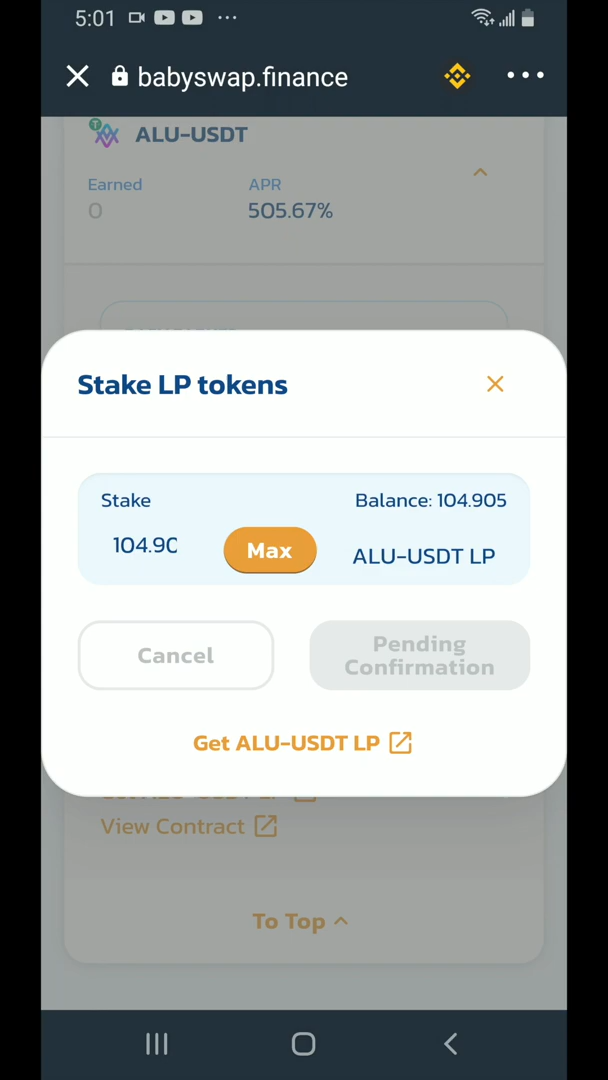 5:01
babyswap.finance
ALU-USDT
Earned APR
0 505.67%
Stake LP tokens
Stake Balance: 104.905
104.90 Max ALU-USDT LP
Cancel Pending Confirmation
Get ALU-USDT LP
View Contract
To Top